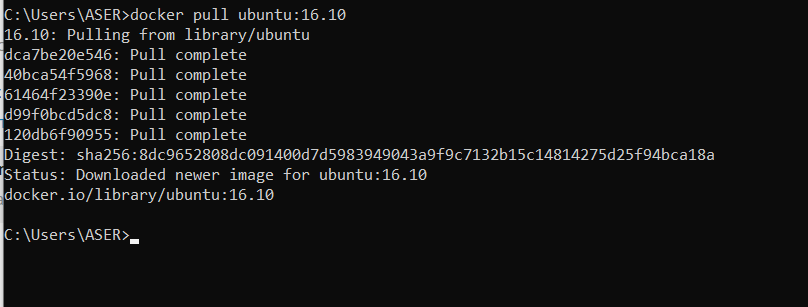 C:\Users\ASER>docker pull ubuntu:16.10
16.10: Pulling from library/ubuntu
dca7be20e546: Pull complete
40bca54f5968: Pull complete
61464f23390e: Pull complete
d99f0bcd5dc8: Pull complete
120db6f90955: Pull complete
Digest: sha256:8dc9652808dc091400d7d5983949043a9f9c7132b15c14814275d25f94bca18a
Status: Downloaded newer image for ubuntu:16.10
docker.io/library/ubuntu:16.10
C:\Users\ASER>